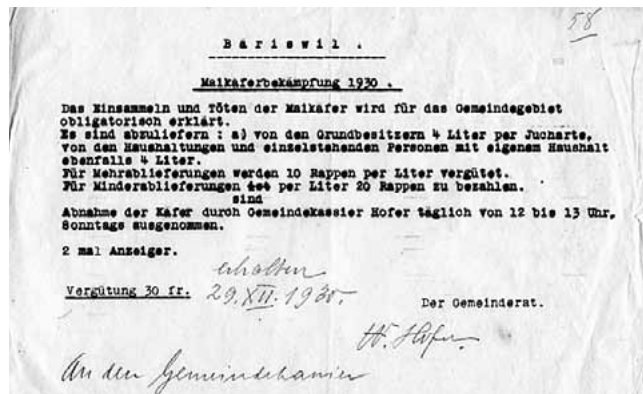 58
Bäriswil .
Maikäferbekämpfung 1930 .
Das Einsammeln und Töten der Maikäfer wird für das Gemeindegebiet
obligatorisch erklärt.
Es sind abzuliefern : a) von den Grundbesitzern 4 Liter per Jucharte,
von den Haushaltungen und einzelstehenden Personen mit eigenem Haushalt
ebenfalls 4 Liter.
Für Mehrablieferungen werden 10 Rappen per Liter vergütet.
Für Minderablieferungen ist per Liter 20 Rappen zu bezahlen.
sind
Abnahme der Käfer durch Gemeindekassier Hofer täglich von 12 bis 13 Uhr,
Sonntags ausgenommen.
2 mal Anzeiger.
erhalten
Vergütung 30 fr. 29. XII. 1930.
Der Gemeinderat.
W. Hofer
An den Gemeindekassier